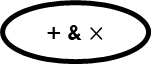 + & ×